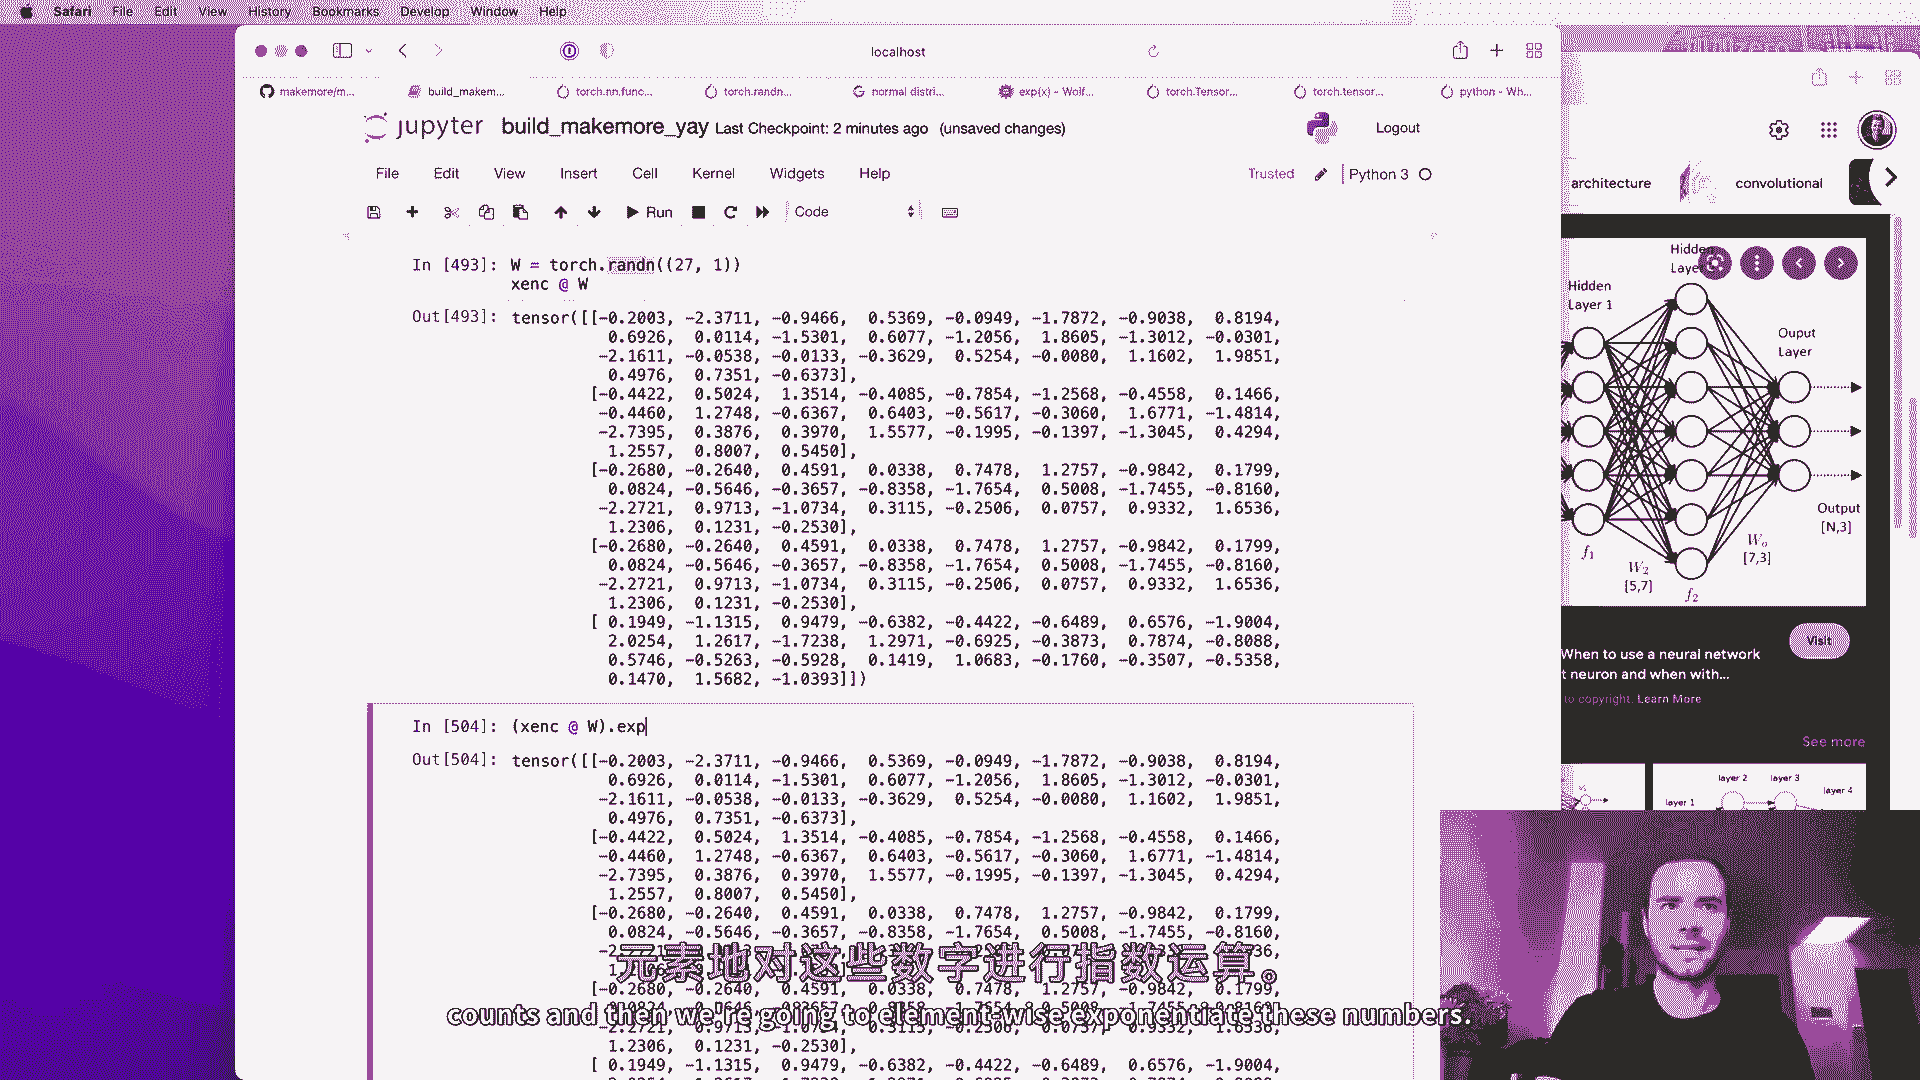 Safari File Edit View History Bookmarks Develop Window Help
localhost
makemore/m... build_makem... torch.nn.func... torch.randn... normal distri... exp(x) - Wolf... torch.Tensor... torch.tensor... python - Wh...
jupyter build_makemore_yay Last Checkpoint: 2 minutes ago (unsaved changes) Logout
File Edit View Insert Cell Kernel Widgets Help Trusted Python 3
Run Code
In [493]: W = torch.randn((27, 1))
xenc @ W
Out[493]: tensor([[-0.2003, -2.3711, -0.9466, 0.5369, -0.0949, -1.7872, -0.9038, 0.8194,
0.6926, 0.0114, -1.5301, 0.6077, -1.2056, 1.8605, -1.3012, -0.0301,
-2.1611, -0.0538, -0.0133, -0.3629, 0.5254, -0.0080, 1.1602, 1.9851,
0.4976, 0.7351, -0.6373],
[-0.4422, 0.5024, 1.3514, -0.4085, -0.7854, -1.2568, -0.4558, 0.1466,
-0.4460, 1.2748, -0.6367, 0.6403, -0.5617, -0.3060, 1.6771, -1.4814,
-2.7395, 0.3876, 0.3970, 1.5577, -0.1995, -0.1397, -1.3045, 0.4294,
1.2557, 0.8007, 0.5450],
[-0.2680, -0.2640, 0.4591, 0.0338, 0.7478, 1.2757, -0.9842, 0.1799,
0.0824, -0.5646, -0.3657, -0.8358, -1.7654, 0.5008, -1.7455, -0.8160,
-2.2721, 0.9713, -1.0734, 0.3115, -0.2506, 0.0757, 0.9332, 1.6536,
1.2306, 0.1231, -0.2530],
[-0.2680, -0.2640, 0.4591, 0.0338, 0.7478, 1.2757, -0.9842, 0.1799,
0.0824, -0.5646, -0.3657, -0.8358, -1.7654, 0.5008, -1.7455, -0.8160,
-2.2721, 0.9713, -1.0734, 0.3115, -0.2506, 0.0757, 0.9332, 1.6536,
1.2306, 0.1231, -0.2530],
[ 0.1949, -1.1315, 0.9479, -0.6382, -0.4422, -0.6489, 0.6576, -1.9004,
2.0254, 1.2617, -1.7238, 1.2971, -0.6925, -0.3873, 0.7874, -0.8088,
0.5746, -0.5263, -0.5928, 0.1419, 1.0683, -0.1760, -0.3507, -0.5358,
0.1470, 1.5682, -1.0393]])
In [504]: (xenc @ W).exp
Out[504]: tensor([[-0.2003, -2.3711, -0.9466, 0.5369, -0.0949, -1.7872, -0.9038, 0.8194,
0.6926, 0.0114, -1.5301, 0.6077, -1.2056, 1.8605, -1.3012, -0.0301,
-2.1611, -0.0538, -0.0133, -0.3629, 0.5254, -0.0080, 1.1602, 1.9851,
0.4976, 0.7351, -0.6373],
[-0.4422, 0.5024, 1.3514, -0.4085, -0.7854, -1.2568, -0.4558, 0.1466,
-0.4460, 1.2748, -0.6367, 0.6403, -0.5617, -0.3060, 1.6771, -1.4814,
-2.7395, 0.3876, 0.3970, 1.5577, -0.1995, -0.1397, -1.3045, 0.4294,
1.2557, 0.8007, 0.5450],
[-0.2680, -0.2640, 0.4591, 0.0338, 0.7478, 1.2757, -0.9842, 0.1799,
0.0824, -0.5646, -0.3657, -0.8358, -1.7654, 0.5008, -1.7455, -0.8160,
元素地对这些数字进行指数运算。
[-0.2680, -0.2640, 0.4591, 0.0338, 0.7478, 1.2757, -0.9842, 0.1799,
counts and then we're going to element-wise exponentiate these numbers.
1.2306, 0.1231, -0.2530],
[ 0.1949, -1.1315, 0.9479, -0.6382, -0.4422, -0.6489, 0.6576, -1.9004,
architecture convolutional
Hidden
Layer
Hidden
Layer 1
Ouput
Layer
Output
[N,3]
f1
W2
[5,7]
f2
Wo
[7,3]
Visit
When to use a neural network
t neuron and when with...
to copyright. Learn More
See more
layer 2 layer 3
layer 4
layer 1